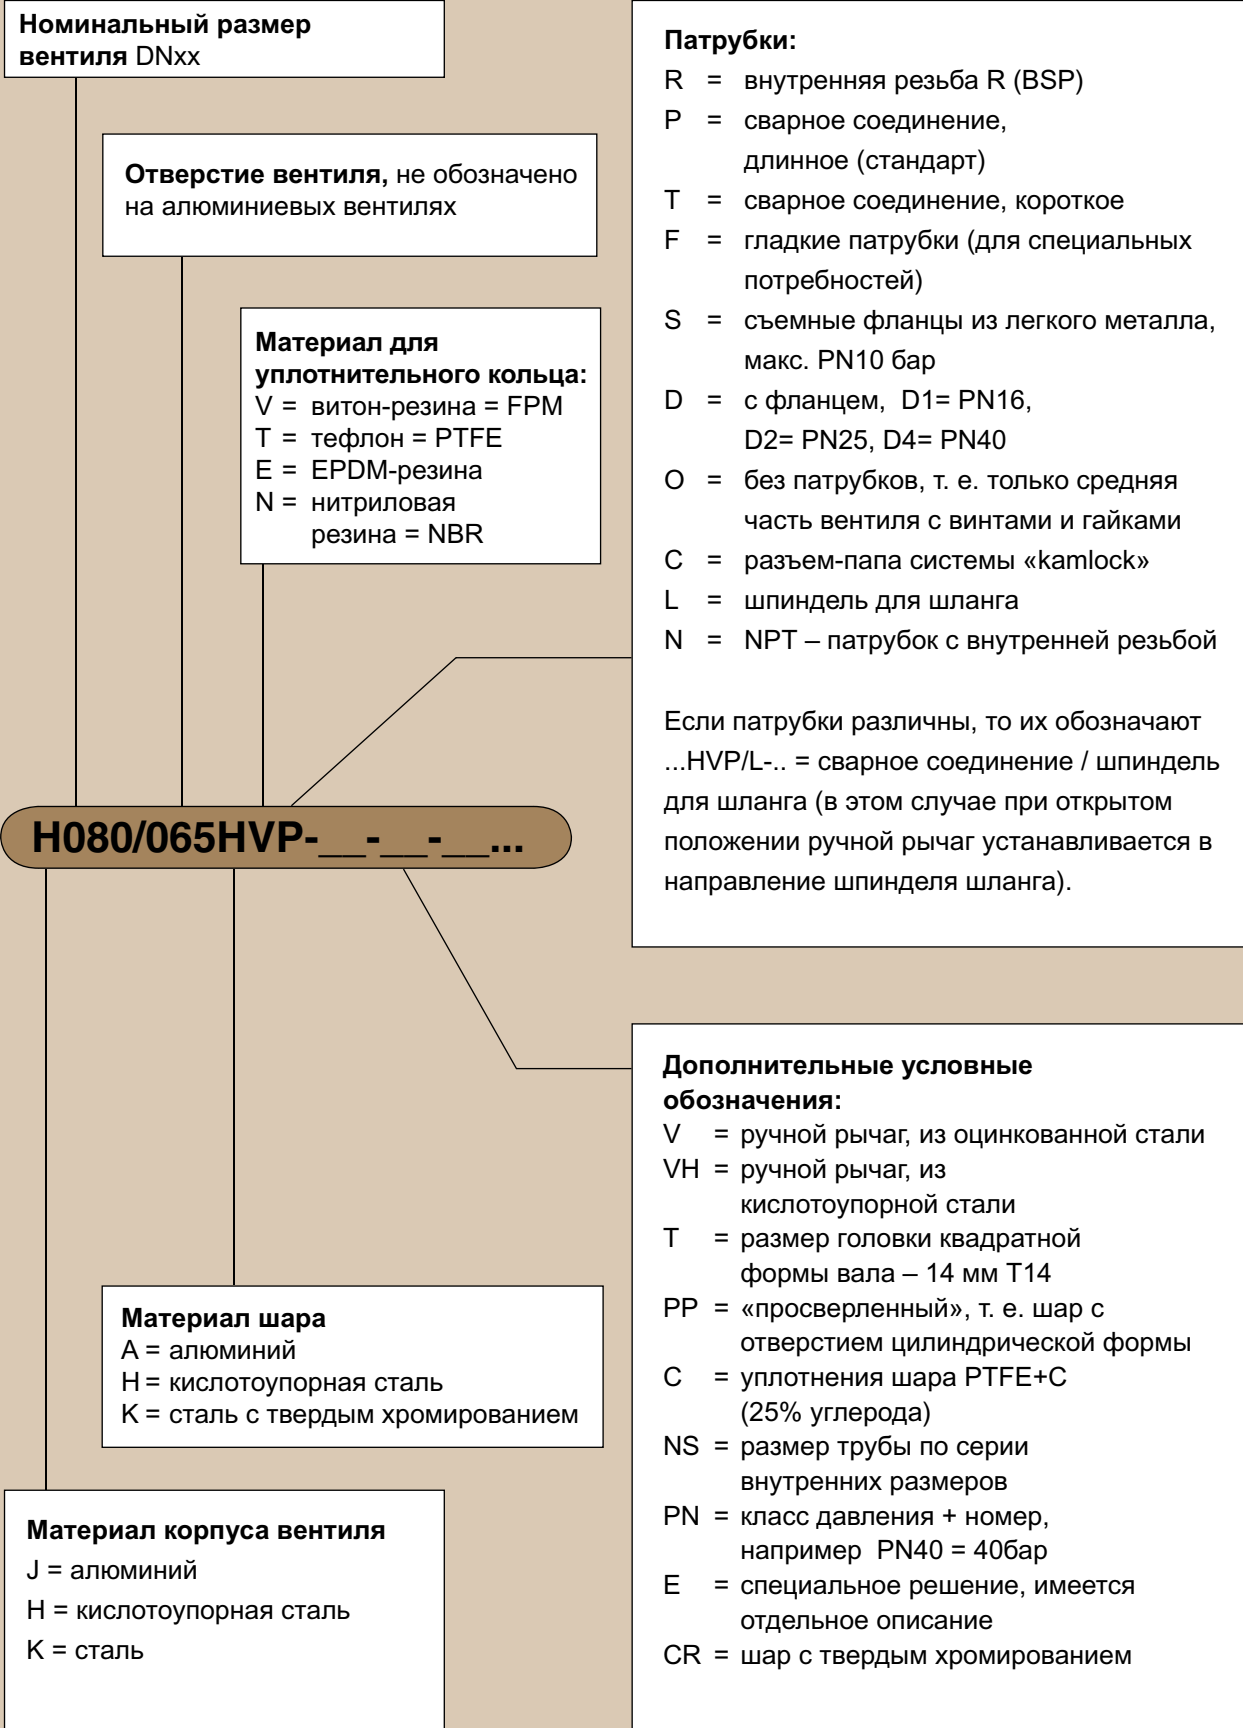 Номинальный размер
вентиля DNxx
Отверстие вентиля, не обозначено
на алюминиевых вентилях
Материал для
уплотнительного кольца:
V = витон-резина = FPM
T = тефлон = PTFE
E = EPDM-резина
N = нитриловая
резина = NBR
H080/065HVP-__-__-__...
Материал шара
A = алюминий
H = кислотоупорная сталь
K = сталь с твердым хромированием
Материал корпуса вентиля
J = алюминий
H = кислотоупорная сталь
K = сталь
Патрубки:
R = внутренняя резьба R (BSP)
P = сварное соединение,
длинное (стандарт)
T = сварное соединение, короткое
F = гладкие патрубки (для специальных
потребностей)
S = съемные фланцы из легкого металла,
макс. PN10 бар
D = с фланцем, D1= PN16,
D2= PN25, D4= PN40
O = без патрубков, т. е. только средняя
часть вентиля с винтами и гайками
C = разъем-папа системы «kamlock»
L = шпиндель для шланга
N = NPT – патрубок с внутренней резьбой
Если патрубки различны, то их обозначают
...HVP/L-.. = сварное соединение / шпиндель
для шланга (в этом случае при открытом
положении ручной рычаг устанавливается в
направление шпинделя шланга).
Дополнительные условные
обозначения:
V = ручной рычаг, из оцинкованной стали
VH = ручной рычаг, из
кислотоупорной стали
T = размер головки квадратной
формы вала – 14 мм T14
PP = «просверленный», т. е. шар с
отверстием цилиндрической формы
C = уплотнения шара PTFE+C
(25% углерода)
NS = размер трубы по серии
внутренних размеров
PN = класс давления + номер,
например PN40 = 40бар
E = специальное решение, имеется
отдельное описание
CR = шар с твердым хромированием